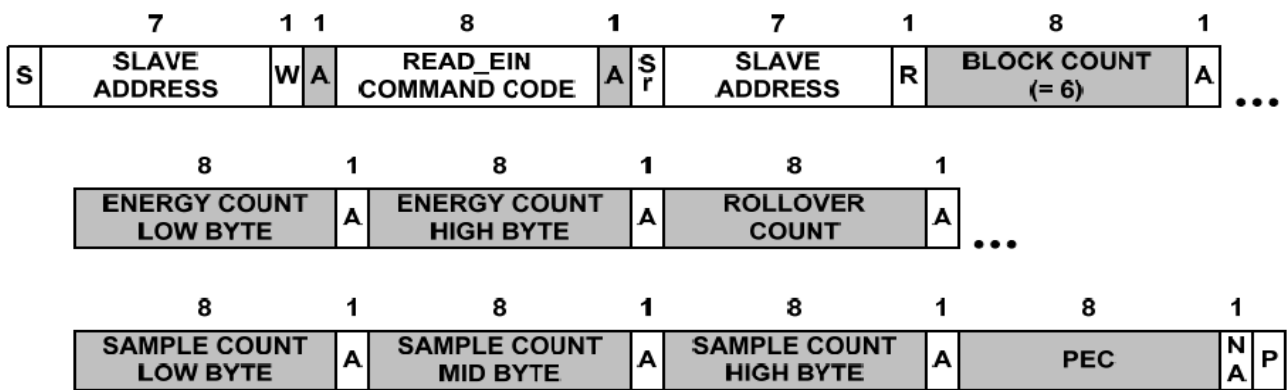 7 1 1 8 1 7 1 8 1
S SLAVE ADDRESS W A READ_EIN COMMAND CODE A Sr SLAVE ADDRESS R BLOCK COUNT (= 6) A ...
8 1 8 1 8 1
ENERGY COUNT LOW BYTE A ENERGY COUNT HIGH BYTE A ROLLOVER COUNT A ...
8 1 8 1 8 1 8 1
SAMPLE COUNT LOW BYTE A SAMPLE COUNT MID BYTE A SAMPLE COUNT HIGH BYTE A PEC NA P